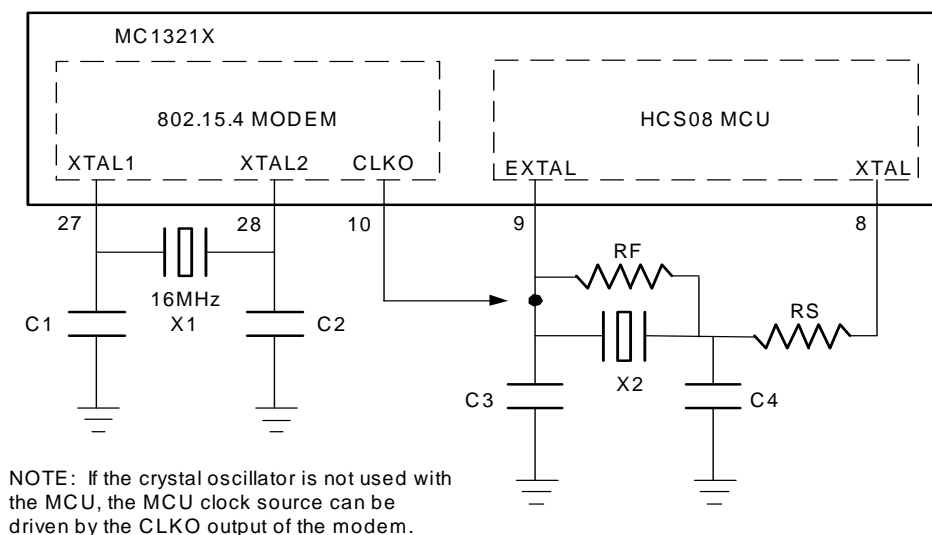 MC1321X
802.15.4 MODEM
HCS08 MCU
XTAL1
XTAL2
CLKO
EXTAL
XTAL
27
28
10
9
8
RF
16MHz
X1
C1
C2
RS
X2
C3
C4
NOTE: If the crystal oscillator is not used with
the MCU, the MCU clock source can be
driven by the CLKO output of the modem.